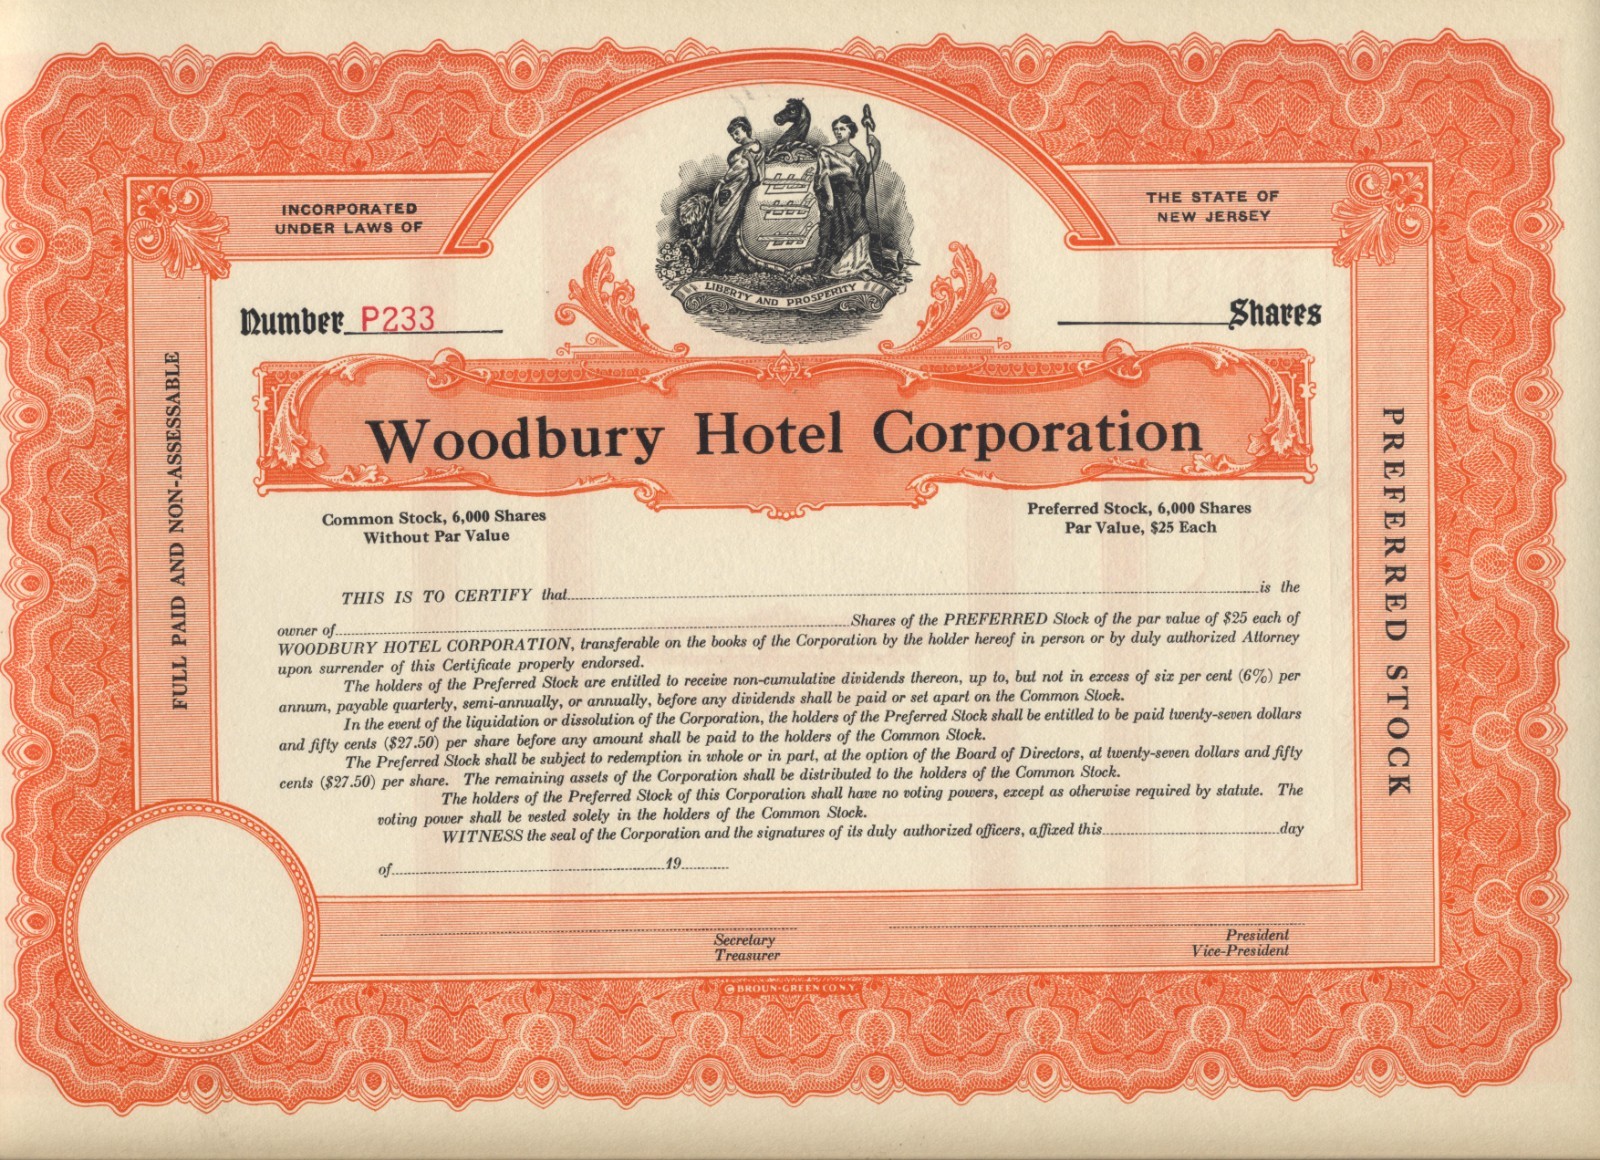 INCORPORATED
UNDER LAWS OF
THE STATE OF
NEW JERSEY
LIBERTY AND PROSPERITY
Number P233
Shares
Woodbury Hotel Corporation
Common Stock, 6,000 Shares
Without Par Value
Preferred Stock, 6,000 Shares
Par Value, $25 Each
FULL PAID AND NON-ASSESSABLE
PREFERRED STOCK
THIS IS TO CERTIFY that is the
owner of Shares of the PREFERRED Stock of the par value of $25 each of
WOODBURY HOTEL CORPORATION, transferable on the books of the Corporation by the holder hereof in person or by duly authorized Attorney
upon surrender of this Certificate properly endorsed.
The holders of the Preferred Stock are entitled to receive non-cumulative dividends thereon, up to, but not in excess of six per cent (6%) per
annum, payable quarterly, semi-annually, or annually, before any dividends shall be paid or set apart on the Common Stock.
In the event of the liquidation or dissolution of the Corporation, the holders of the Preferred Stock shall be entitled to be paid twenty-seven dollars
and fifty cents ($27.50) per share before any amount shall be paid to the holders of the Common Stock.
The Preferred Stock shall be subject to redemption in whole or in part, at the option of the Board of Directors, at twenty-seven dollars and fifty
cents ($27.50) per share. The remaining assets of the Corporation shall be distributed to the holders of the Common Stock.
The holders of the Preferred Stock of this Corporation shall have no voting powers, except as otherwise required by statute. The
voting power shall be vested solely in the holders of the Common Stock.
WITNESS the seal of the Corporation and the signatures of its duly authorized officers, affixed this day
of 19
Secretary
Treasurer
President
Vice-President
© BROUN-GREEN CO. N.Y.